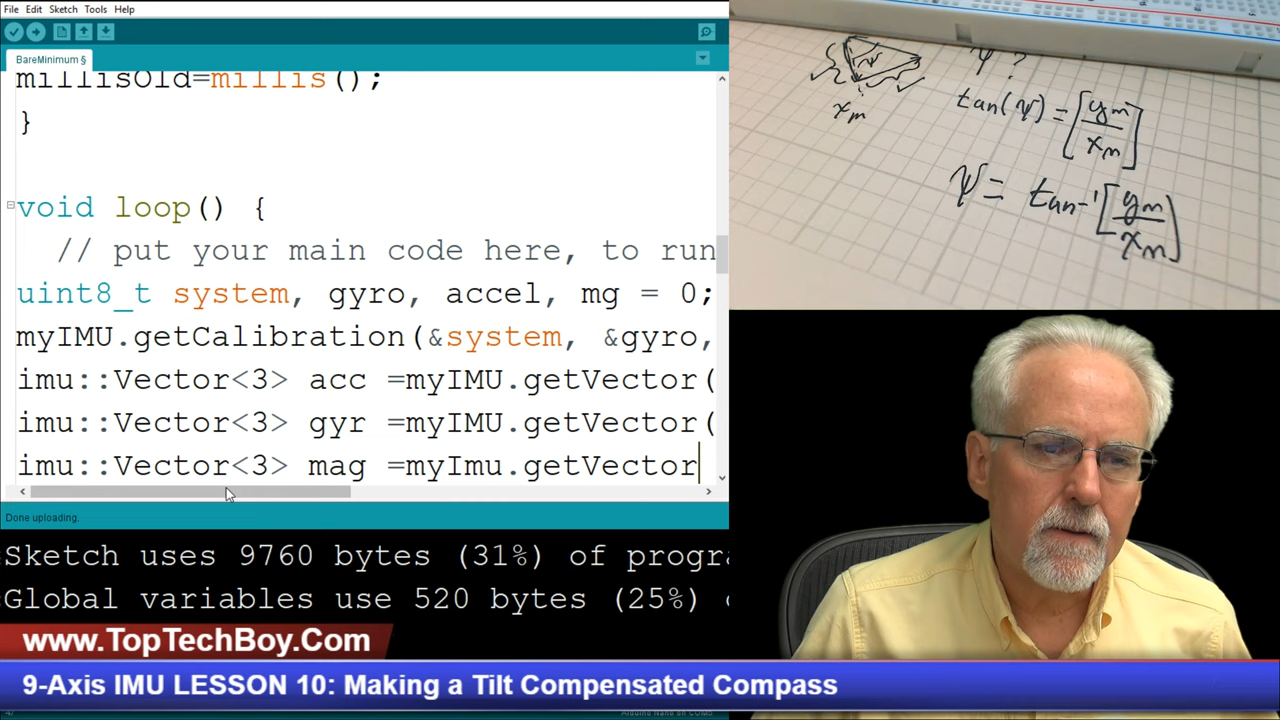 File Edit Sketch Tools Help
BareMinimum §
millisOld=millis();
}
void loop() {
// put your main code here, to run
uint8_t system, gyro, accel, mg = 0;
myIMU.getCalibration(&system, &gyro,
imu::Vector<3> acc =myIMU.getVector(
imu::Vector<3> gyr =myIMU.getVector(
imu::Vector<3> mag =myImu.getVector
Done uploading.
Sketch uses 9760 bytes (31%) of progr
Global variables use 520 bytes (25%) o
ψ ?
ψ
xm
tan(ψ) = [ym/xm]
ψ = tan-1[ym/xm]
www.TopTechBoy.Com
9-Axis IMU LESSON 10: Making a Tilt Compensated Compass